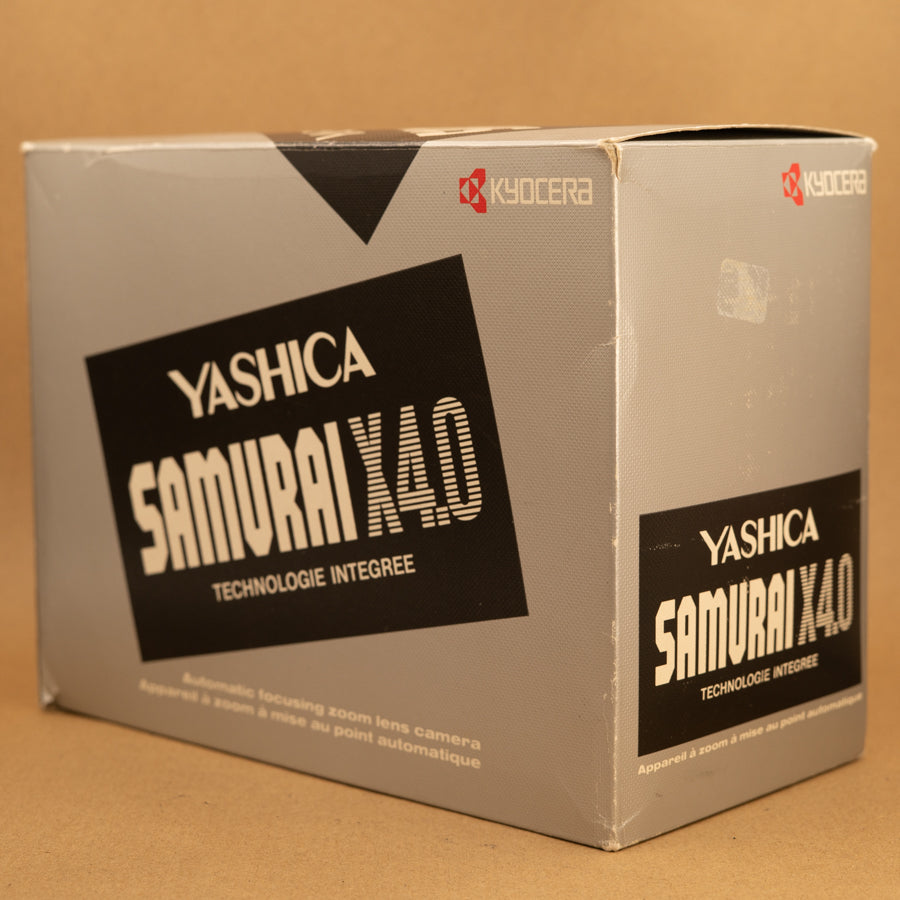 KYOCERA
YASHICA
SAMURAI X4.0
TECHNOLOGIE INTEGREE
Automatic focusing zoom lens camera
Appareil à zoom à mise au point automatique
KYOCERA
YASHICA
SAMURAI X4.0
TECHNOLOGIE INTEGREE
Appareil à zoom à mise au point automatique